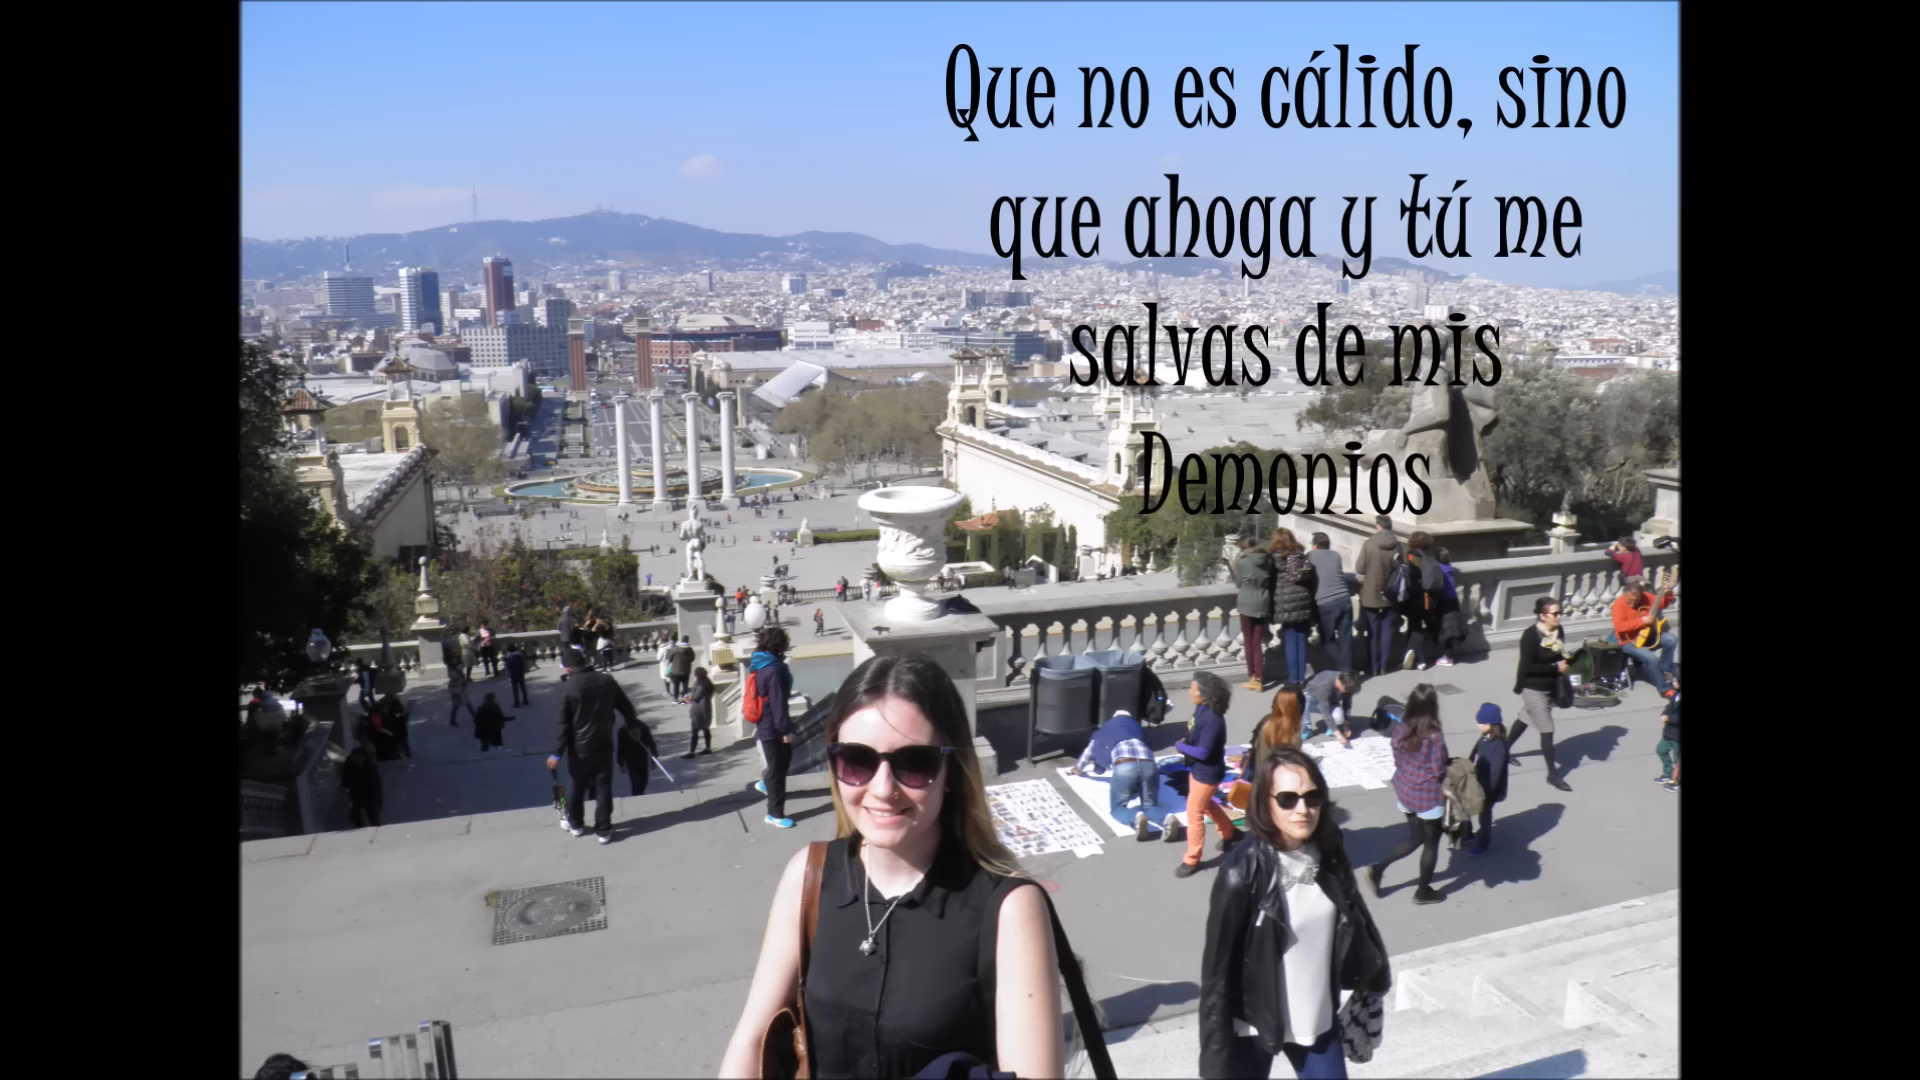 Que no es cálido, sino
que ahoga y tú me
salvas de mis
Demonios